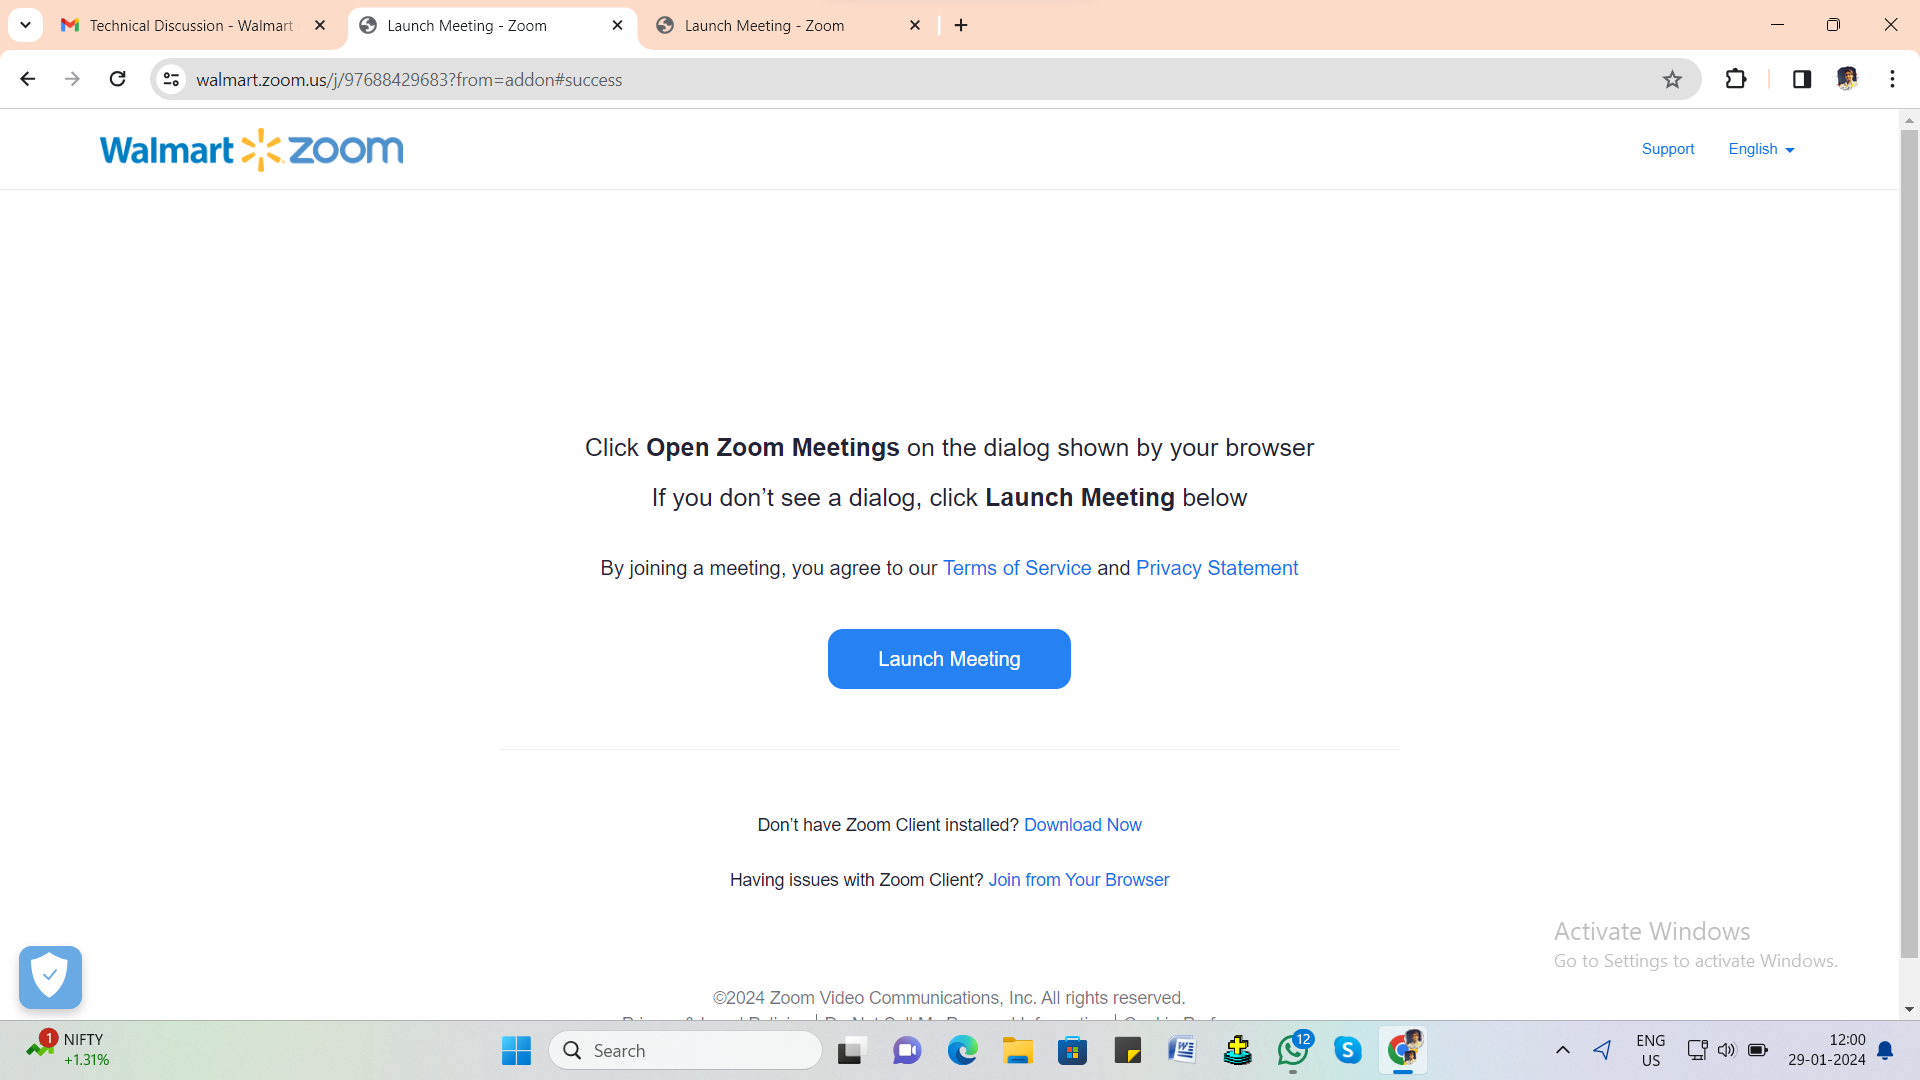 Technical Discussion - Walmart
Launch Meeting - Zoom
Launch Meeting - Zoom
walmart.zoom.us/j/97688429683?from=addon#success
Walmart zoom
Support
English
Click Open Zoom Meetings on the dialog shown by your browser
If you don’t see a dialog, click Launch Meeting below
By joining a meeting, you agree to our Terms of Service and Privacy Statement
Launch Meeting
Don’t have Zoom Client installed? Download Now
Having issues with Zoom Client? Join from Your Browser
Activate Windows
Go to Settings to activate Windows.
©2024 Zoom Video Communications, Inc. All rights reserved.
1
NIFTY
+1.31%
Search
12
ENG
US
12:00
29-01-2024